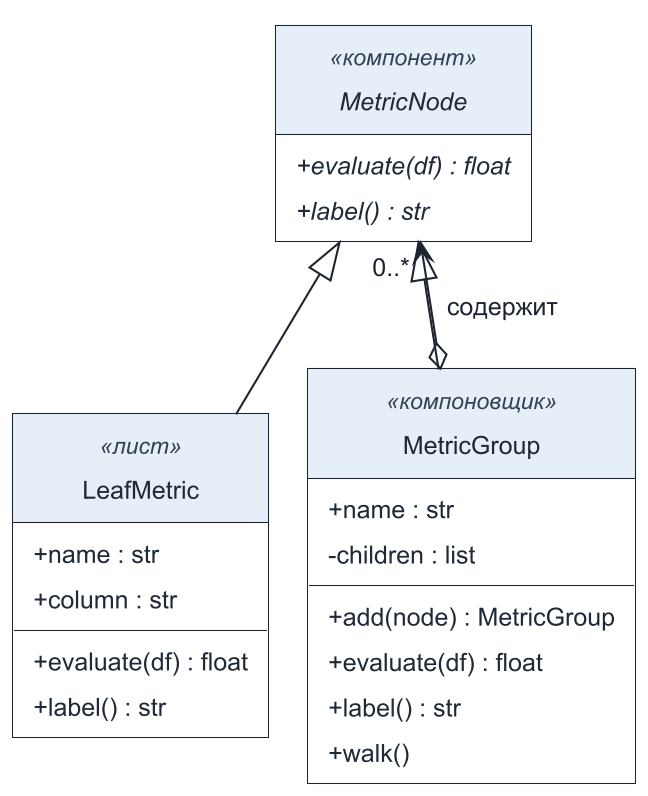 «компонент»
MetricNode
+evaluate(df) : float
+label() : str
0..*
содержит
«лист»
LeafMetric
+name : str
+column : str
+evaluate(df) : float
+label() : str
«компоновщик»
MetricGroup
+name : str
-children : list
+add(node) : MetricGroup
+evaluate(df) : float
+label() : str
+walk()